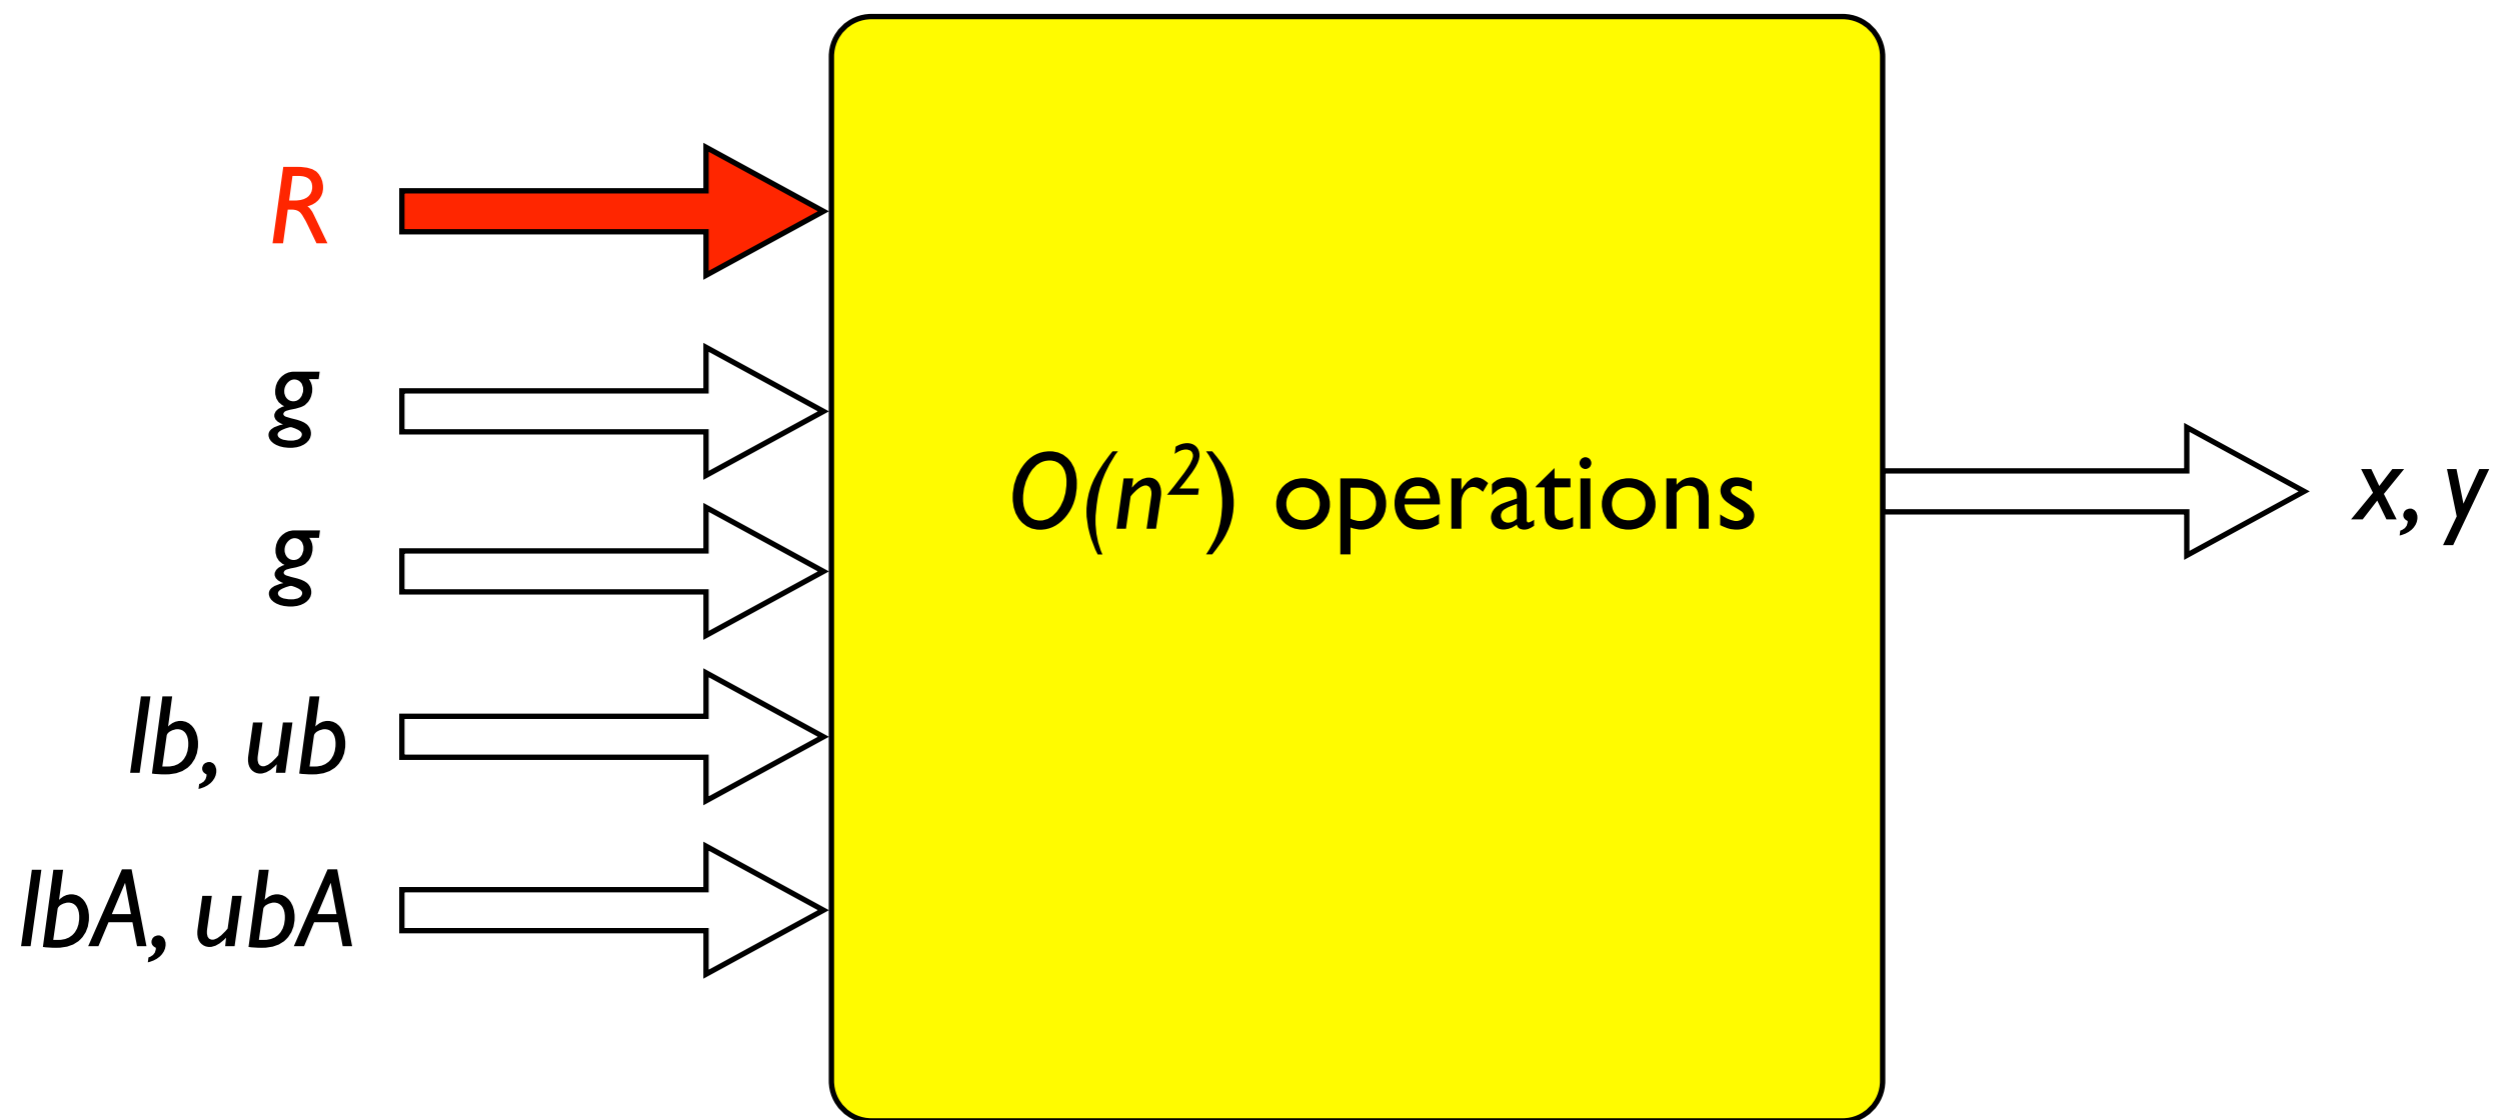 R
g
g
lb, ub
lbA, ubA
O(n²) operations
x, y